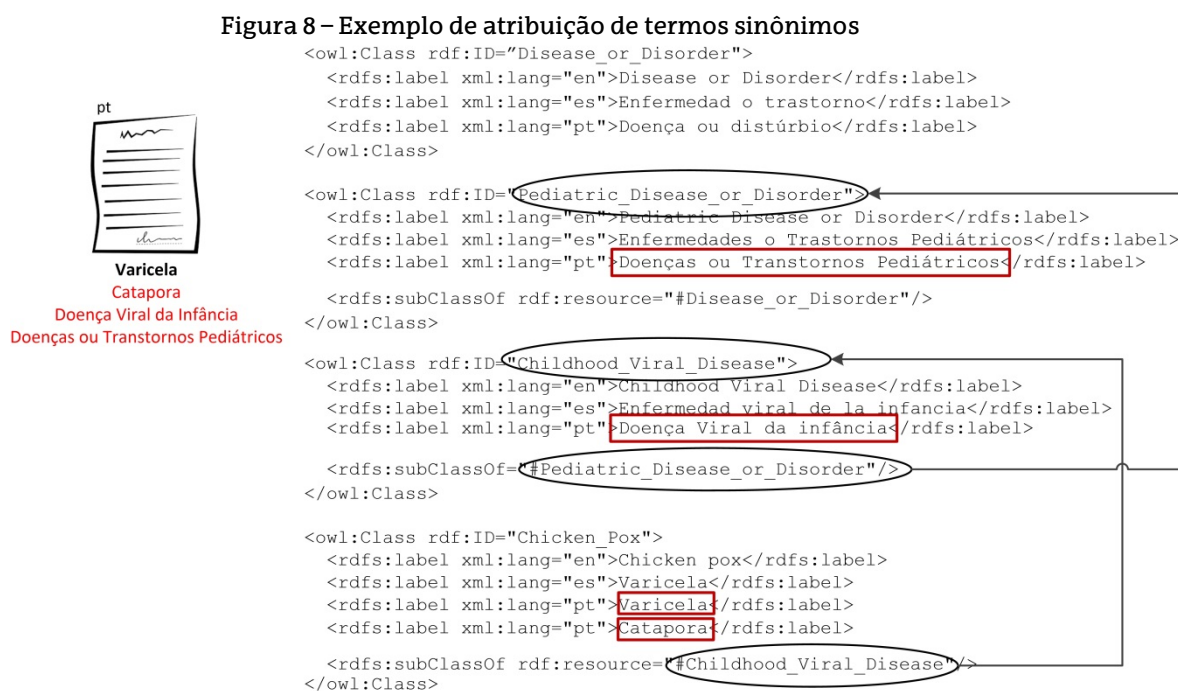 Figura 8 – Exemplo de atribuição de termos sinônimos
<owl:Class rdf:ID=”Disease_or_Disorder">
<rdfs:label xml:lang="en">Disease or Disorder</rdfs:label>
<rdfs:label xml:lang="es">Enfermedad o trastorno</rdfs:label>
<rdfs:label xml:lang="pt">Doença ou distúrbio</rdfs:label>
</owl:Class>
pt
Varicela
Catapora
Doença Viral da Infância
Doenças ou Transtornos Pediátricos
<owl:Class rdf:ID="Pediatric_Disease_or_Disorder">
<rdfs:label xml:lang="en">Pediatric Disease or Disorder</rdfs:label>
<rdfs:label xml:lang="es">Enfermedades o Trastornos Pediátricos</rdfs:label>
<rdfs:label xml:lang="pt">Doenças ou Transtornos Pediátricos</rdfs:label>
<rdfs:subClassOf rdf:resource="#Disease_or_Disorder"/>
</owl:Class>
<owl:Class rdf:ID="Childhood_Viral_Disease">
<rdfs:label xml:lang="en">Childhood Viral Disease</rdfs:label>
<rdfs:label xml:lang="es">Enfermedad viral de la infancia</rdfs:label>
<rdfs:label xml:lang="pt">Doença Viral da infância</rdfs:label>
<rdfs:subClassOf="#Pediatric_Disease_or_Disorder"/>
</owl:Class>
<owl:Class rdf:ID="Chicken_Pox">
<rdfs:label xml:lang="en">Chicken pox</rdfs:label>
<rdfs:label xml:lang="es">Varicela</rdfs:label>
<rdfs:label xml:lang="pt">Varicela</rdfs:label>
<rdfs:label xml:lang="pt">Catapora</rdfs:label>
<rdfs:subClassOf rdf:resource="#Childhood_Viral_Disease"/>
</owl:Class>